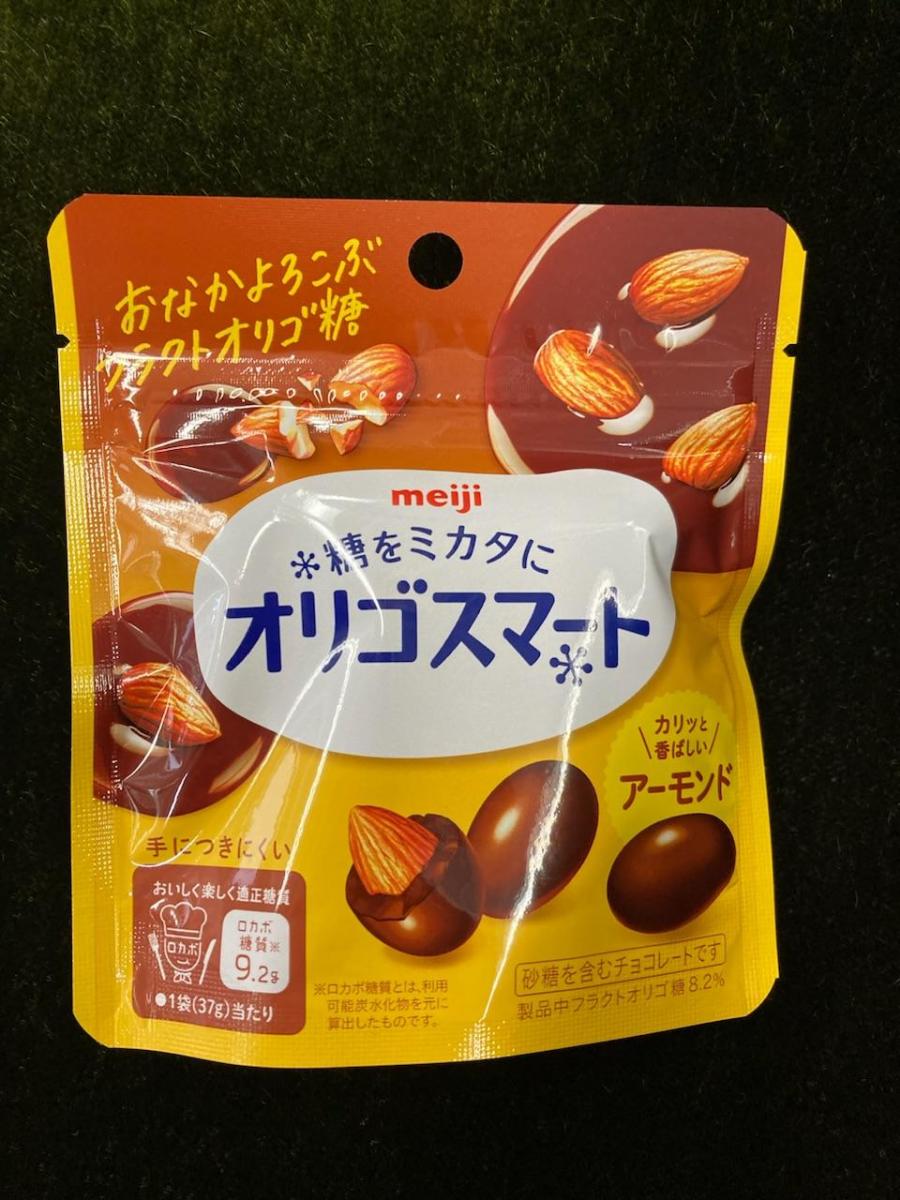 おなかよろこぶ
フラクトオリゴ糖
meiji
糖をミカタに
オリゴスマート
カリッと
香ばしい
アーモンド
手につきにくい
おいしく楽しく適正糖質
ロカボ
ロカボ
糖質※
9.2g
●1袋(37g)当たり
※ロカボ糖質とは、利用
可能炭水化物を元に
算出したものです。
砂糖を含むチョコレートです
製品中フラクトオリゴ糖8.2%